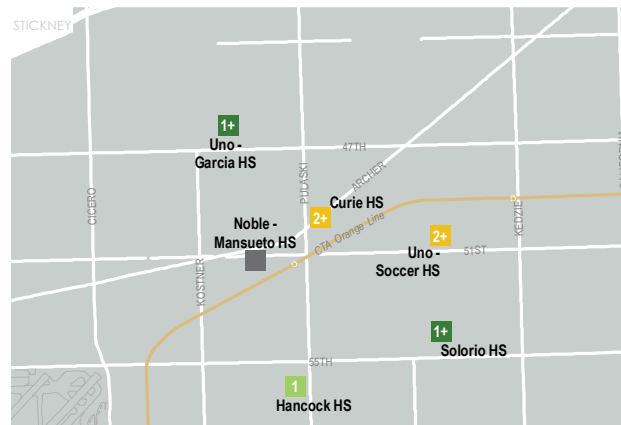 STICKNEY
1+
Uno -
Garcia HS
47TH
CICERO
PULASKI
ARCHER
KEDZIE
Curie HS
2+
Noble -
Mansueto HS
CTA Orange Line
2+
Uno -
Soccer HS
51ST
KOSTNER
1+
Solorio HS
55TH
1
Hancock HS